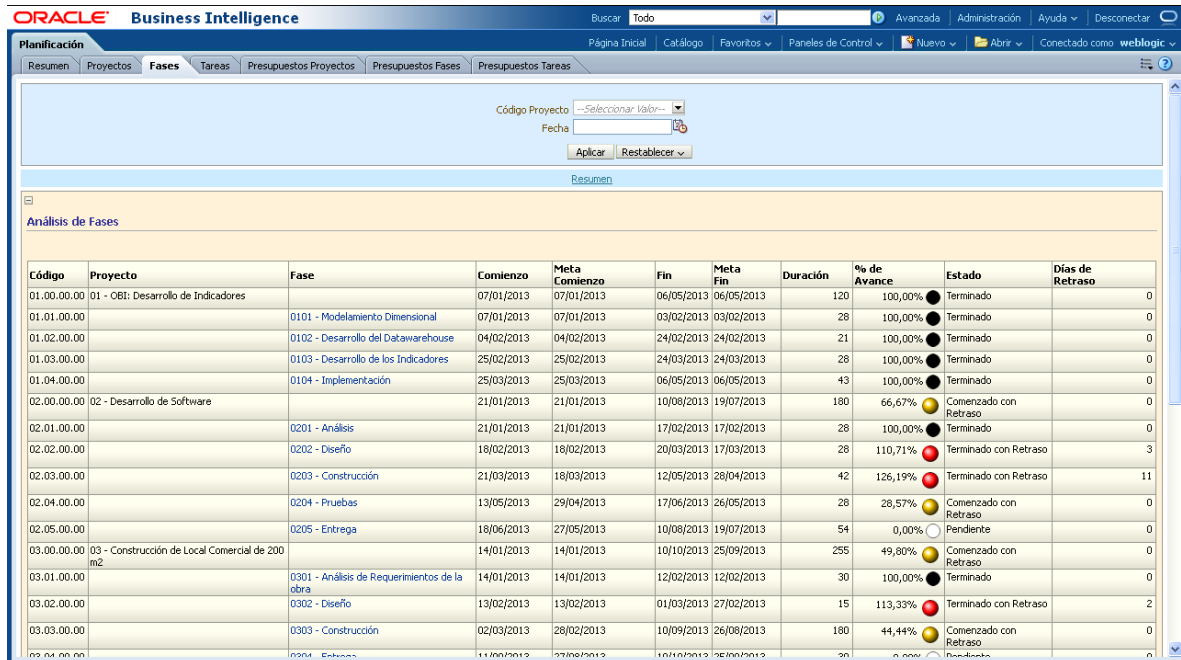 ORACLE Business Intelligence
Buscar Todo Avanzada Administración Ayuda Desconectar
Planificación Página Inicial Catálogo Favoritos Paneles de Control Nuevo Abrir Conectado como weblogic
Resumen Proyectos Fases Tareas Presupuestos Proyectos Presupuestos Fases Presupuestos Tareas
Código Proyecto --Seleccionar Valor--
Fecha
Aplicar Restablecer
Resumen
Análisis de Fases
Código Proyecto Fase Comienzo Meta Comienzo Fin Meta Fin Duración % de Avance Estado Días de Retraso
01.00.00.00 01 - OBI: Desarrollo de Indicadores 07/01/2013 07/01/2013 06/05/2013 06/05/2013 120 100,00% Terminado 0
01.01.00.00 0101 - Modelamiento Dimensional 07/01/2013 07/01/2013 03/02/2013 03/02/2013 28 100,00% Terminado 0
01.02.00.00 0102 - Desarrollo del Datawarehouse 04/02/2013 04/02/2013 24/02/2013 24/02/2013 21 100,00% Terminado 0
01.03.00.00 0103 - Desarrollo de los Indicadores 25/02/2013 25/02/2013 24/03/2013 24/03/2013 28 100,00% Terminado 0
01.04.00.00 0104 - Implementación 25/03/2013 25/03/2013 06/05/2013 06/05/2013 43 100,00% Terminado 0
02.00.00.00 02 - Desarrollo de Software 21/01/2013 21/01/2013 10/08/2013 19/07/2013 180 66,67% Comenzado con Retraso 0
02.01.00.00 0201 - Análisis 21/01/2013 21/01/2013 17/02/2013 17/02/2013 28 100,00% Terminado 0
02.02.00.00 0202 - Diseño 18/02/2013 18/02/2013 20/03/2013 17/03/2013 28 110,71% Terminado con Retraso 3
02.03.00.00 0203 - Construcción 21/03/2013 18/03/2013 12/05/2013 28/04/2013 42 126,19% Terminado con Retraso 11
02.04.00.00 0204 - Pruebas 13/05/2013 29/04/2013 17/06/2013 26/05/2013 28 28,57% Comenzado con Retraso 0
02.05.00.00 0205 - Entrega 18/06/2013 27/05/2013 10/08/2013 19/07/2013 54 0,00% Pendiente 0
03.00.00.00 03 - Construcción de Local Comercial de 200 m2 14/01/2013 14/01/2013 10/10/2013 25/09/2013 255 49,80% Comenzado con Retraso 0
03.01.00.00 0301 - Análisis de Requerimientos de la obra 14/01/2013 14/01/2013 12/02/2013 12/02/2013 30 100,00% Terminado 0
03.02.00.00 0302 - Diseño 13/02/2013 13/02/2013 01/03/2013 27/02/2013 15 113,33% Terminado con Retraso 2
03.03.00.00 0303 - Construcción 02/03/2013 28/02/2013 10/09/2013 26/08/2013 180 44,44% Comenzado con Retraso 0
03.04.00.00 0304 - Entrega 11/09/2013 27/08/2013 10/10/2013 25/09/2013 30 0,00% Pendiente 0